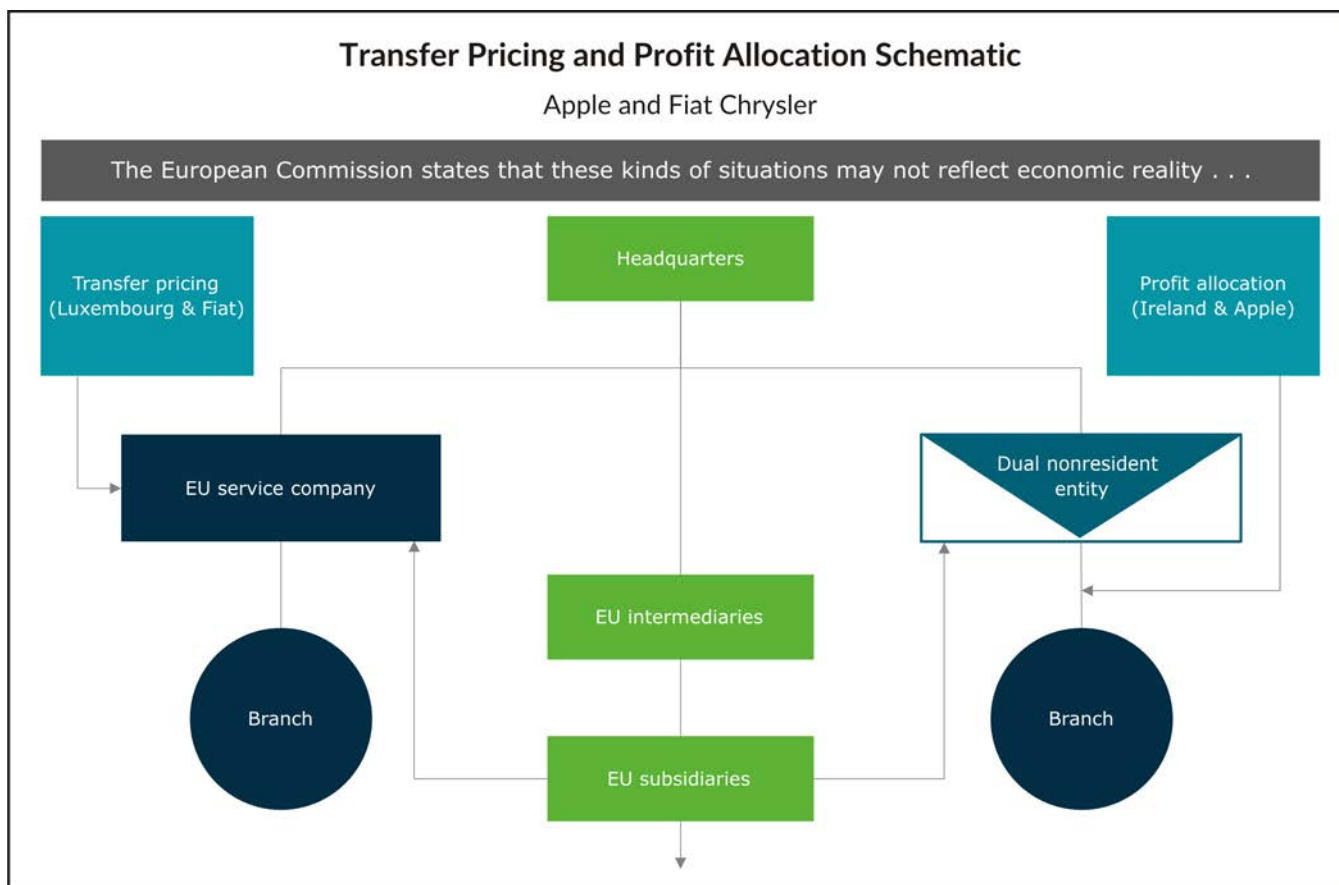 Transfer Pricing and Profit Allocation Schematic
Apple and Fiat Chrysler
The European Commission states that these kinds of situations may not reflect economic reality . . .
Transfer pricing
(Luxembourg & Fiat)
Headquarters
Profit allocation
(Ireland & Apple)
EU service company
Dual nonresident
entity
EU intermediaries
Branch
Branch
EU subsidiaries